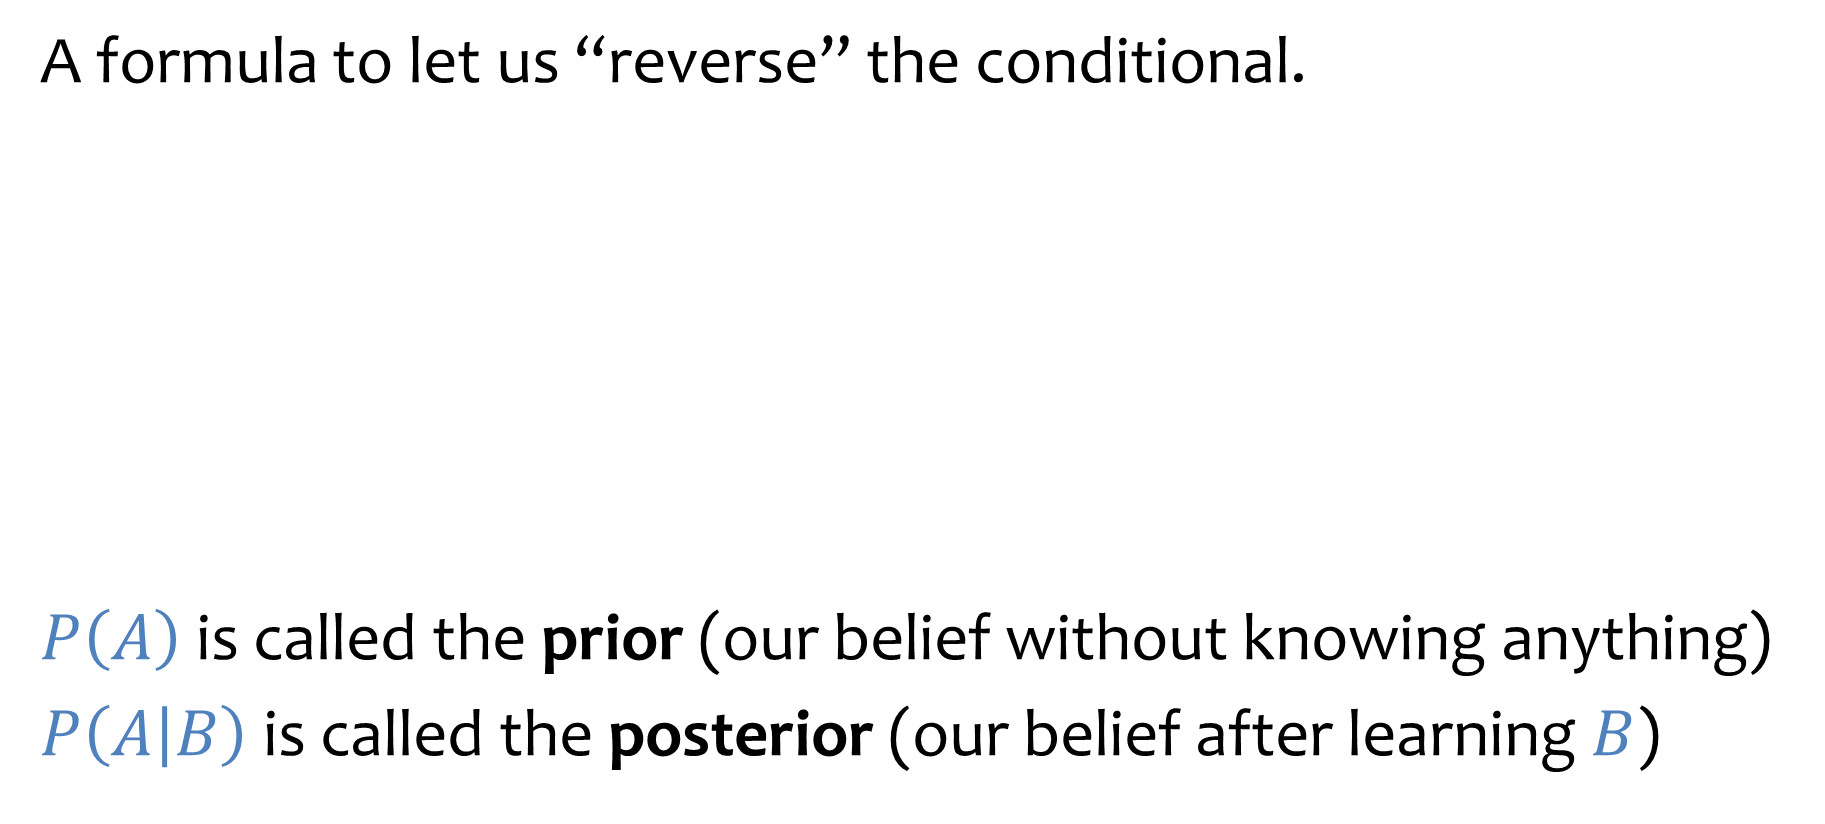 A formula to let us “reverse” the conditional.
P(A) is called the prior (our belief without knowing anything)
P(A|B) is called the posterior (our belief after learning B)